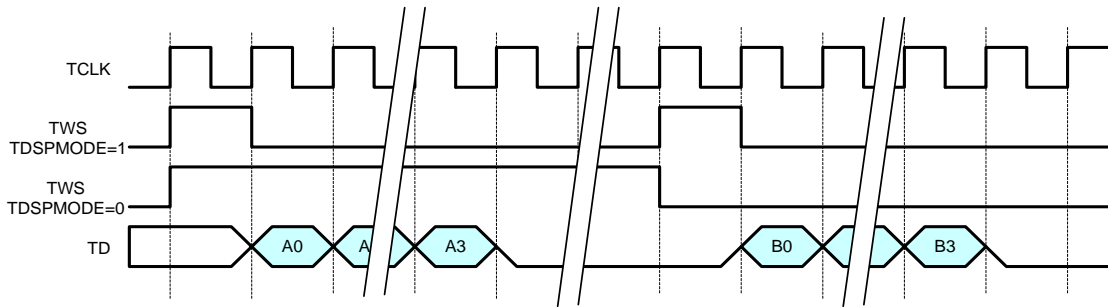 TCLK
TWS
TDSPMODE=1
TWS
TDSPMODE=0
TD
A0
A
A3
B0
B3